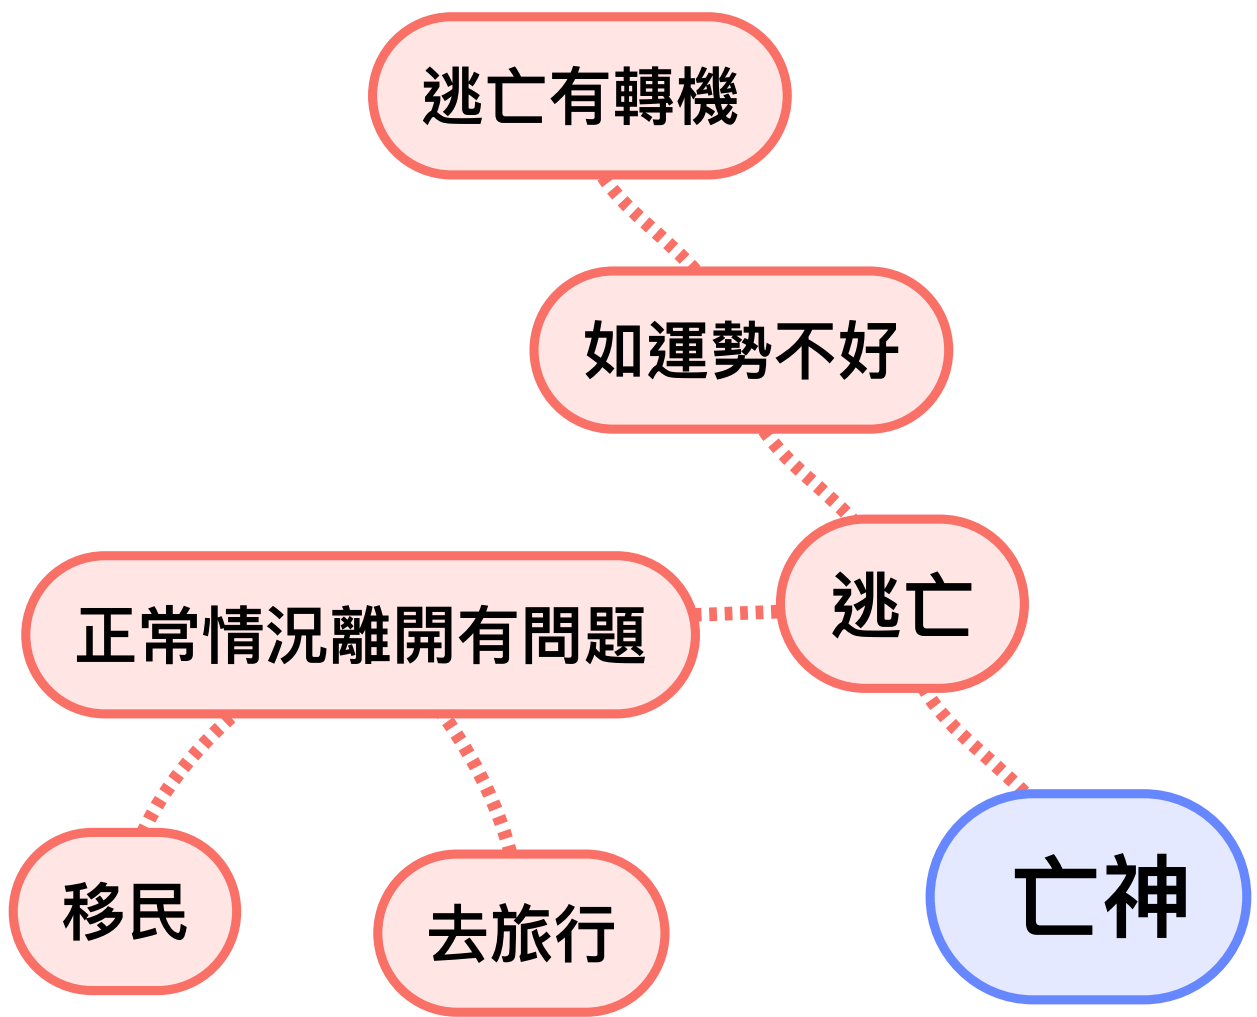 逃亡有轉機
如運勢不好
逃亡
正常情況離開有問題
移民
去旅行
亡神